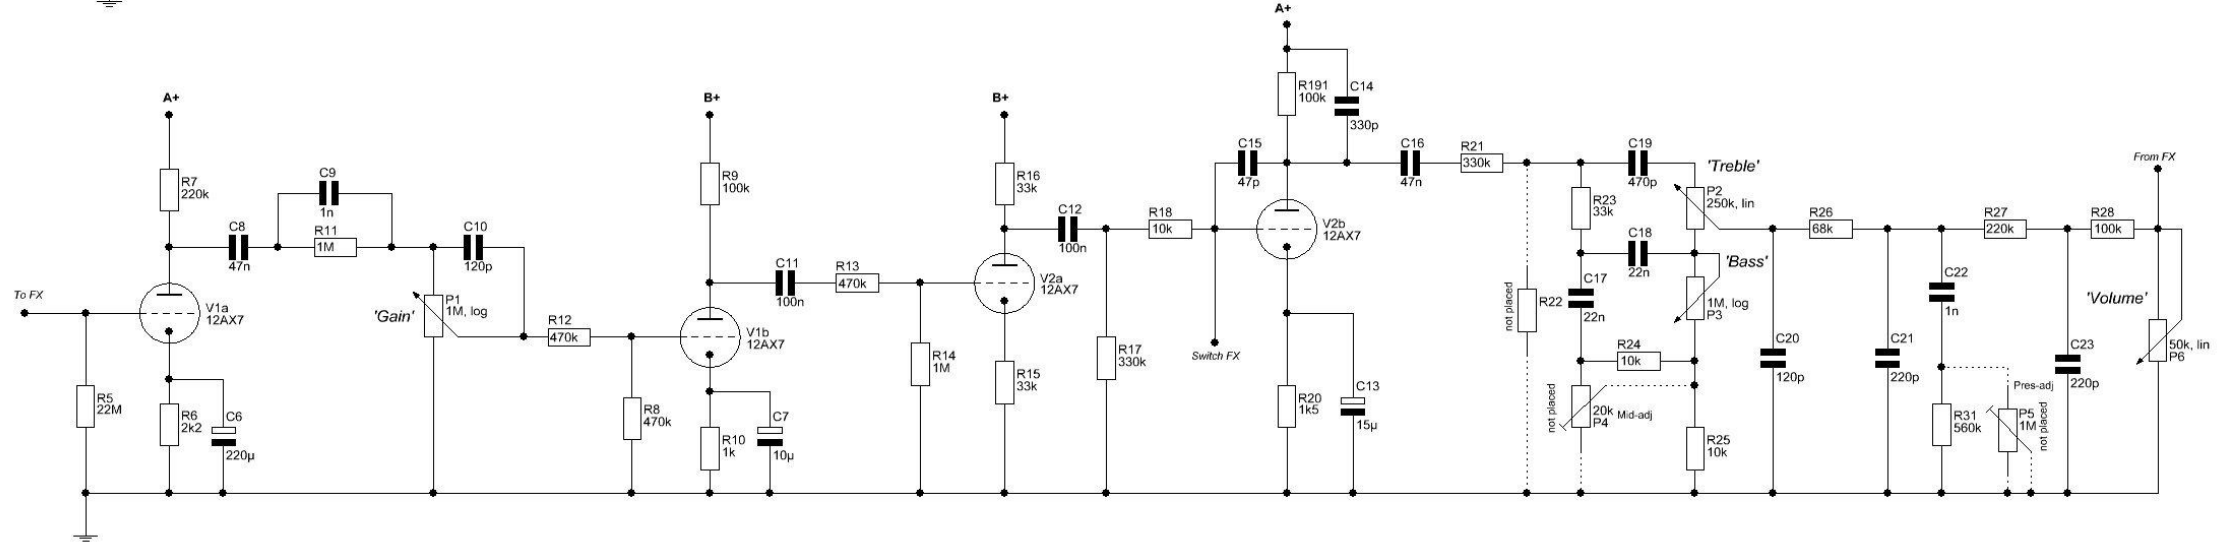 To FX
R5
22M
A+
R7
220k
V1a
12AX7
R6
2k2
C6
220µ
C8
47n
C9
1n
R11
1M
C10
120p
'Gain'
P1
1M, log
R12
470k
R8
470k
B+
R9
100k
V1b
12AX7
R10
1k
C7
10µ
C11
100n
R13
470k
R14
1M
B+
R16
33k
V2a
12AX7
R15
33k
C12
100n
R17
330k
R18
10k
Switch FX
C15
47p
A+
R191
100k
C14
330p
V2b
12AX7
R20
1k5
C13
15µ
C16
47n
R21
330k
not placed
R22
R23
33k
C19
470p
'Treble'
P2
250k, lin
C18
22n
'Bass'
C17
22n
1M, log
P3
R24
10k
not placed
20k Mid-adj
P4
R25
10k
R26
68k
C20
120p
C21
220p
C22
1n
R31
560k
Pres-adj
P5
1M
not placed
R27
220k
C23
220p
R28
100k
From FX
'Volume'
50k, lin
P6